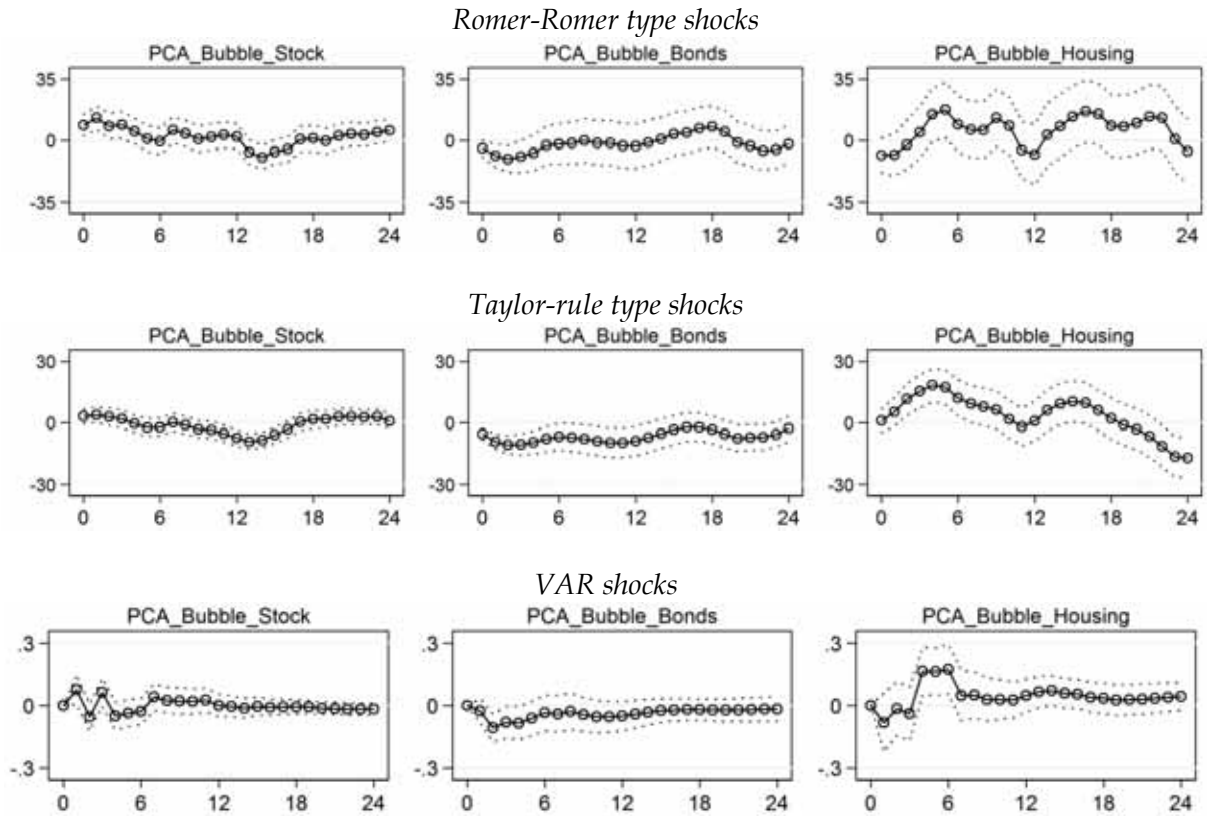 Romer-Romer type shocks
PCA_Bubble_Stock PCA_Bubble_Bonds PCA_Bubble_Housing
35 35 35
0 0 0
-35 -35 -35
0 6 12 18 24 0 6 12 18 24 0 6 12 18 24
Taylor-rule type shocks
PCA_Bubble_Stock PCA_Bubble_Bonds PCA_Bubble_Housing
30 30 30
0 0 0
-30 -30 -30
0 6 12 18 24 0 6 12 18 24 0 6 12 18 24
VAR shocks
PCA_Bubble_Stock PCA_Bubble_Bonds PCA_Bubble_Housing
.3 .3 .3
0 0 0
-.3 -.3 -.3
0 6 12 18 24 0 6 12 18 24 0 6 12 18 24